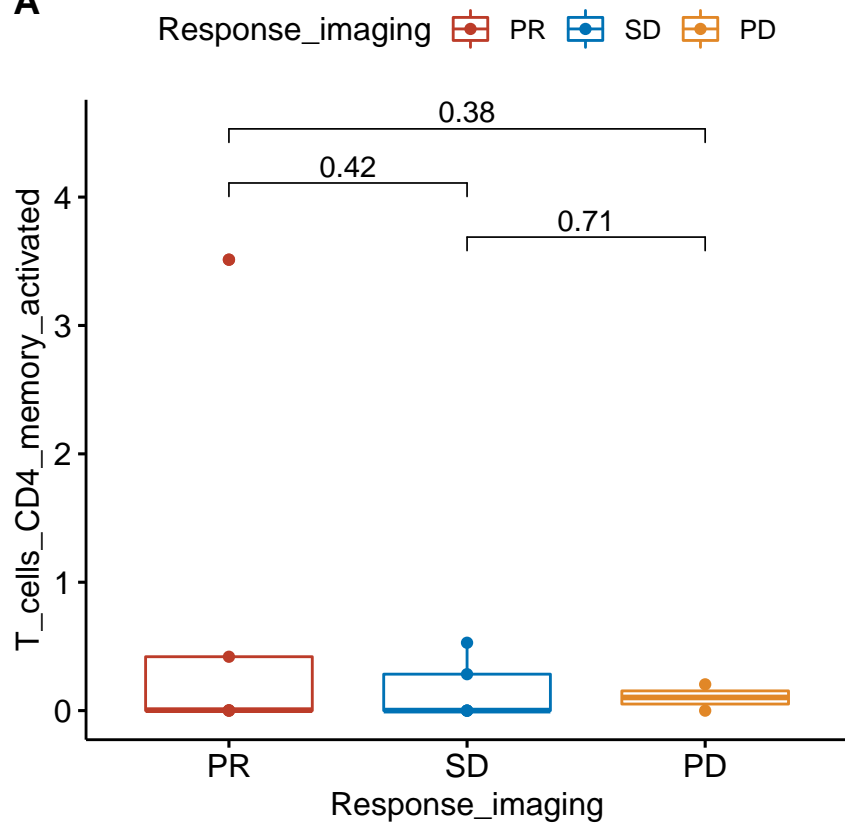 A
Response_imaging PR SD PD
0.38
0.42
0.71
T_cells_CD4_memory_activated
4
3
2
1
0
PR SD PD
Response_imaging